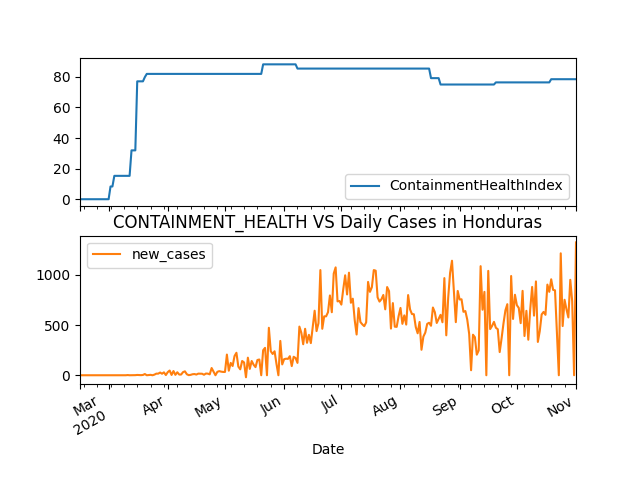 80
60
40
20
0
ContainmentHealthIndex
CONTAINMENT_HEALTH VS Daily Cases in Honduras
new_cases
1000
500
0
Mar Apr May Jun Jul Aug Sep Oct Nov
2020
Date